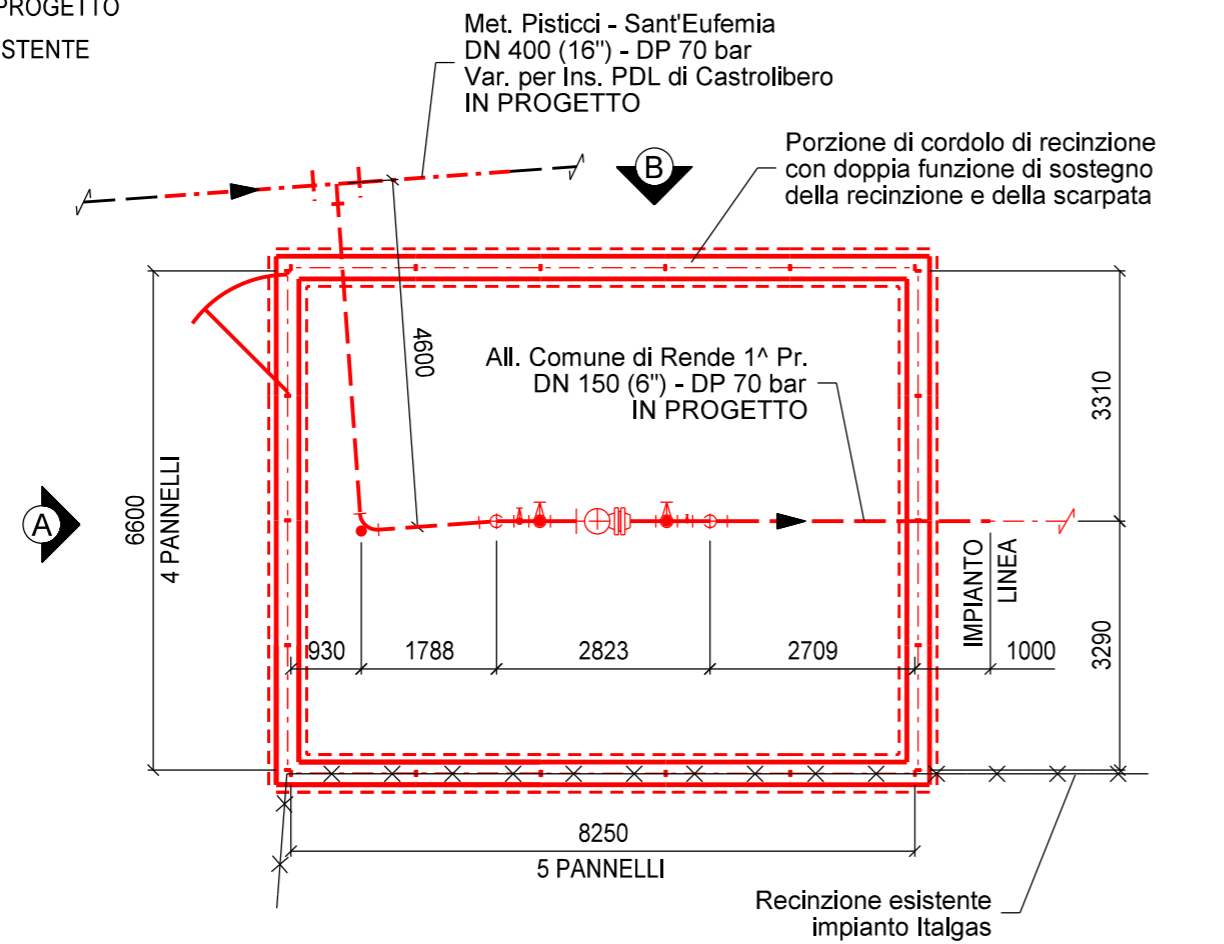 PROGETTO
STENTE
Met. Pisticci - Sant'Eufemia
DN 400 (16") - DP 70 bar
Var. per Ins. PDL di Castrolibero
IN PROGETTO
B
Porzione di cordolo di recinzione
con doppia funzione di sostegno
della recinzione e della scarpata
4600
All. Comune di Rende 1^ Pr.
DN 150 (6") - DP 70 bar
IN PROGETTO
3310
A
6600
4 PANNELLI
IMPIANTO
LINEA
930
1788
2823
2709
1000
3290
8250
5 PANNELLI
Recinzione esistente
impianto Italgas